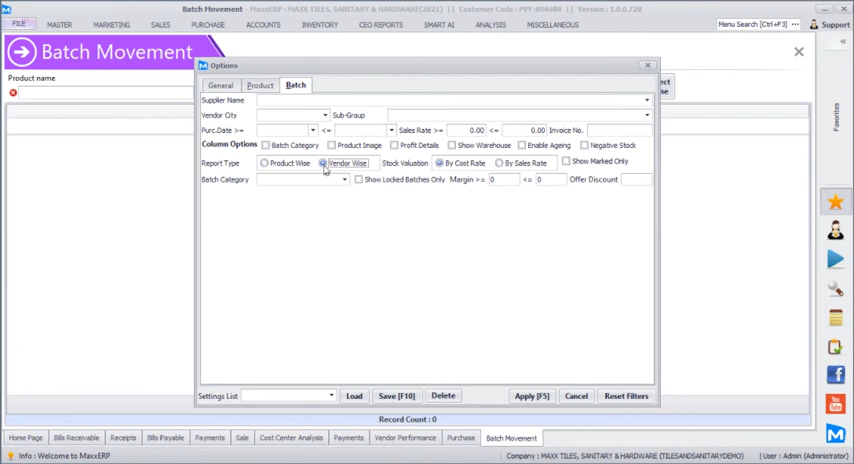 Batch Movement - MaxxERP : MAXX TILES, SANITARY & HARDWARE[2021] || Customer Code : PVY-804688 || Version : 1.0.0.728
FILE MASTER MARKETING SALES PURCHASE ACCOUNTS INVENTORY CEO REPORTS SMART AI ANALYSIS MISCELLANEOUS Menu Search [Ctrl+F3] Support
Batch Movement
Product name
Options
General Product Batch
Supplier Name
Vendor City Sub-Group
Purc.Date >= <= Sales Rate >= 0.00 <= 0.00 Invoice No.
Column Options Batch Category Product Image Profit Details Show Warehouse Enable Ageing Negative Stock
Report Type Product Wise Vendor Wise Stock Valuation By Cost Rate By Sales Rate Show Marked Only
Batch Category Show Locked Batches Only Margin >= 0 <= 0 Offer Discount
Favorites
Settings List Load Save [F10] Delete Apply [F5] Cancel Reset Filters
Record Count : 0
Home Page Bills Receivable Receipts Bills Payable Payments Sale Cost Center Analysis Payments Vendor Performance Purchase Batch Movement
Info : Welcome to MaxxERP Company : MAXX TILES, SANITARY & HARDWARE (TILESANDSANITARYDEMO) User : Admin (Administrator)